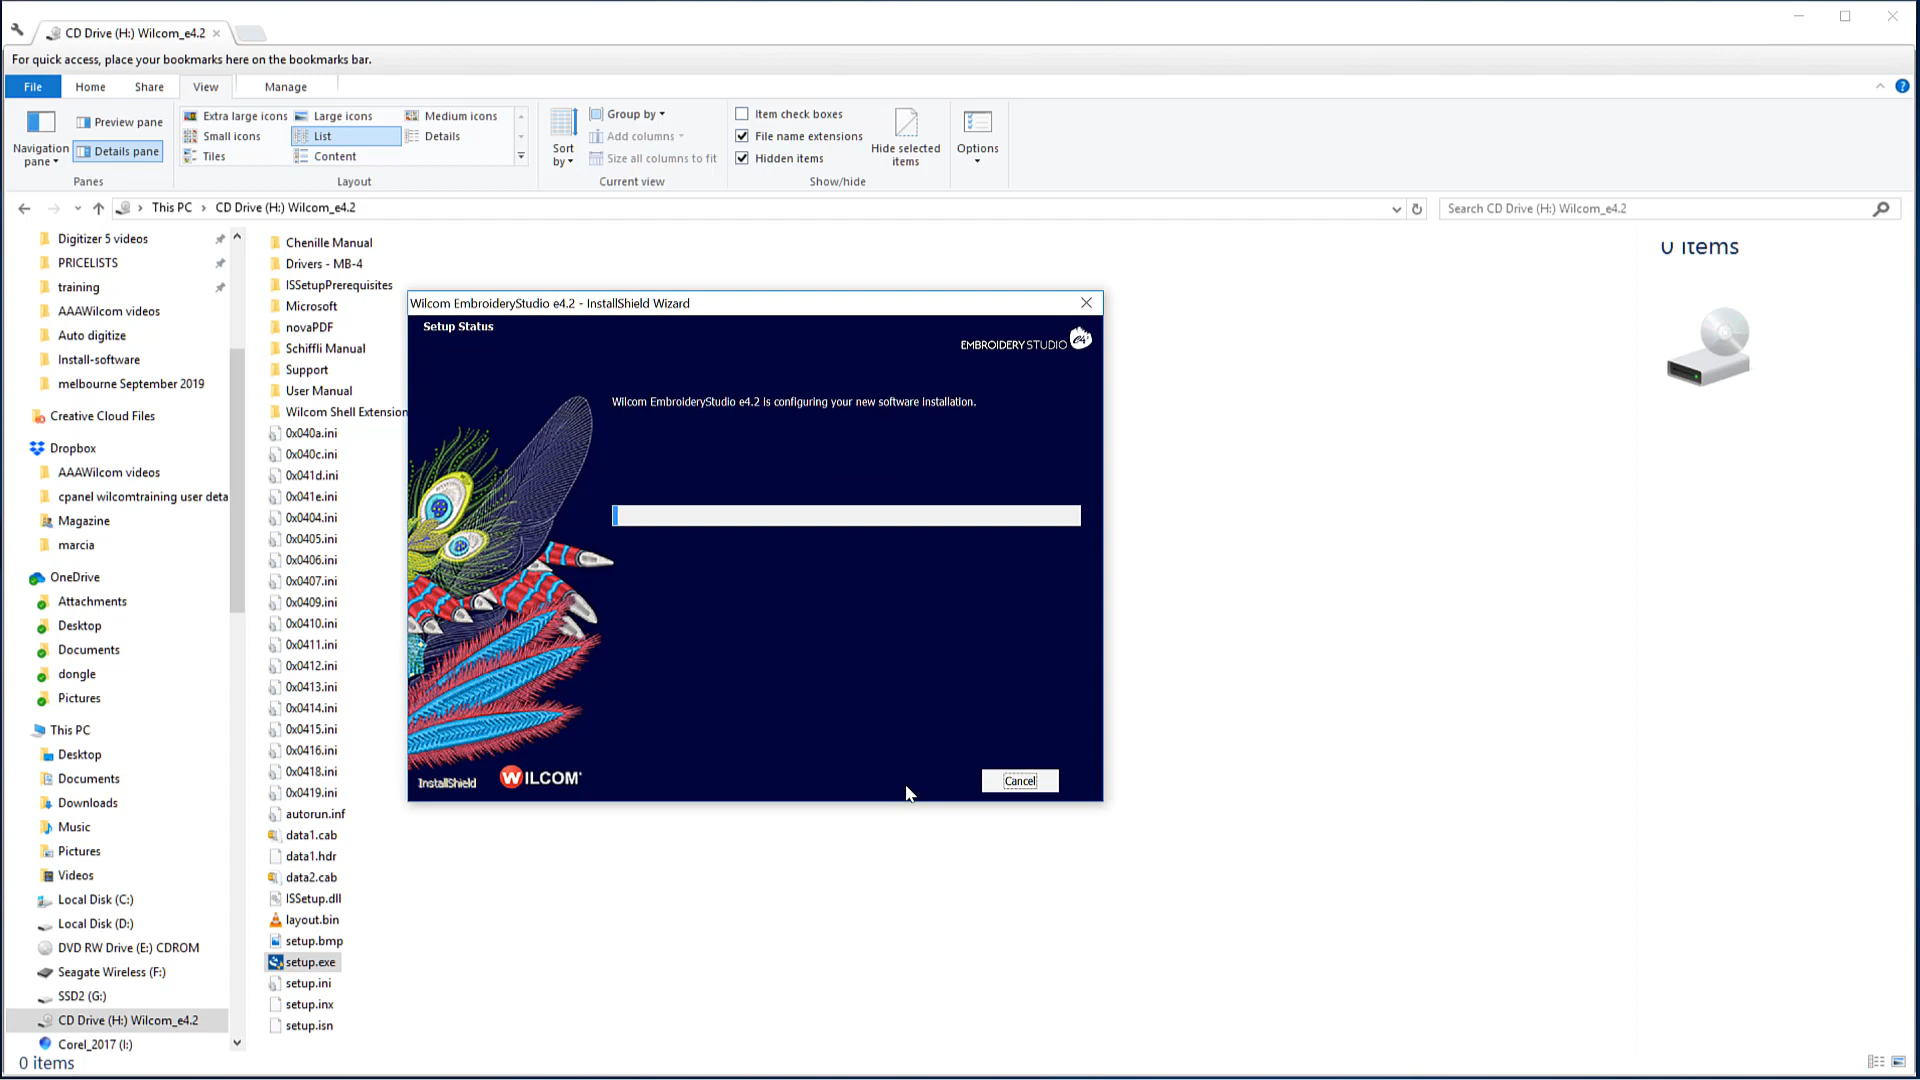 CD Drive (H:) Wilcom_e4.2
For quick access, place your bookmarks here on the bookmarks bar.
File Home Share View Manage
Navigation pane
Preview pane
Details pane
Panes
Extra large icons Large icons Medium icons
Small icons List Details
Tiles Content
Layout
Sort by
Group by
Add columns
Size all columns to fit
Current view
Item check boxes
File name extensions
Hidden items
Hide selected items
Show/hide
Options
This PC > CD Drive (H:) Wilcom_e4.2
Search CD Drive (H:) Wilcom_e4.2
Digitizer 5 videos
PRICELISTS
training
AAAWilcom videos
Auto digitize
Install-software
melbourne September 2019
Creative Cloud Files
Dropbox
AAAWilcom videos
cpanel wilcomtraining user deta
Magazine
marcia
OneDrive
Attachments
Desktop
Documents
dongle
Pictures
This PC
Desktop
Documents
Downloads
Music
Pictures
Videos
Local Disk (C:)
Local Disk (D:)
DVD RW Drive (E:) CDROM
Seagate Wireless (F:)
SSD2 (G:)
CD Drive (H:) Wilcom_e4.2
Corel_2017 (I:)
0 items
Chenille Manual
Drivers - MB-4
ISSetupPrerequisites
Microsoft
novaPDF
Schiffli Manual
Support
User Manual
Wilcom Shell Extension
0x040a.ini
0x040c.ini
0x041d.ini
0x041e.ini
0x0404.ini
0x0405.ini
0x0406.ini
0x0407.ini
0x0409.ini
0x0410.ini
0x0411.ini
0x0412.ini
0x0413.ini
0x0414.ini
0x0415.ini
0x0416.ini
0x0418.ini
0x0419.ini
autorun.inf
data1.cab
data1.hdr
data2.cab
ISSetup.dll
layout.bin
setup.bmp
setup.exe
setup.ini
setup.inx
setup.isn
Wilcom EmbroideryStudio e4.2 - InstallShield Wizard
Setup Status
EMBROIDERY STUDIO e4
Wilcom EmbroideryStudio e4.2 is configuring your new software installation.
InstallShield
WILCOM
Cancel
0 items